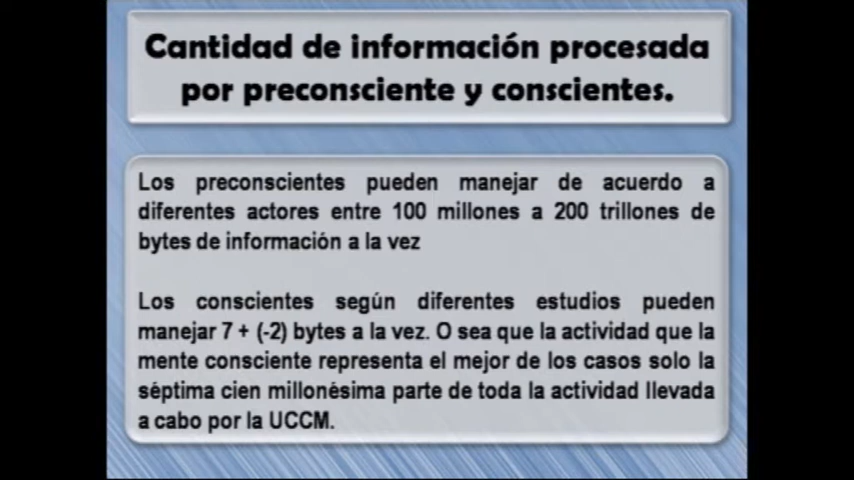 Cantidad de información procesada
por preconsciente y conscientes.
Los preconscientes pueden manejar de acuerdo a
diferentes actores entre 100 millones a 200 trillones de
bytes de información a la vez
Los conscientes según diferentes estudios pueden
manejar 7 + (-2) bytes a la vez. O sea que la actividad que la
mente consciente representa el mejor de los casos solo la
séptima cien millonésima parte de toda la actividad llevada
a cabo por la UCCM.